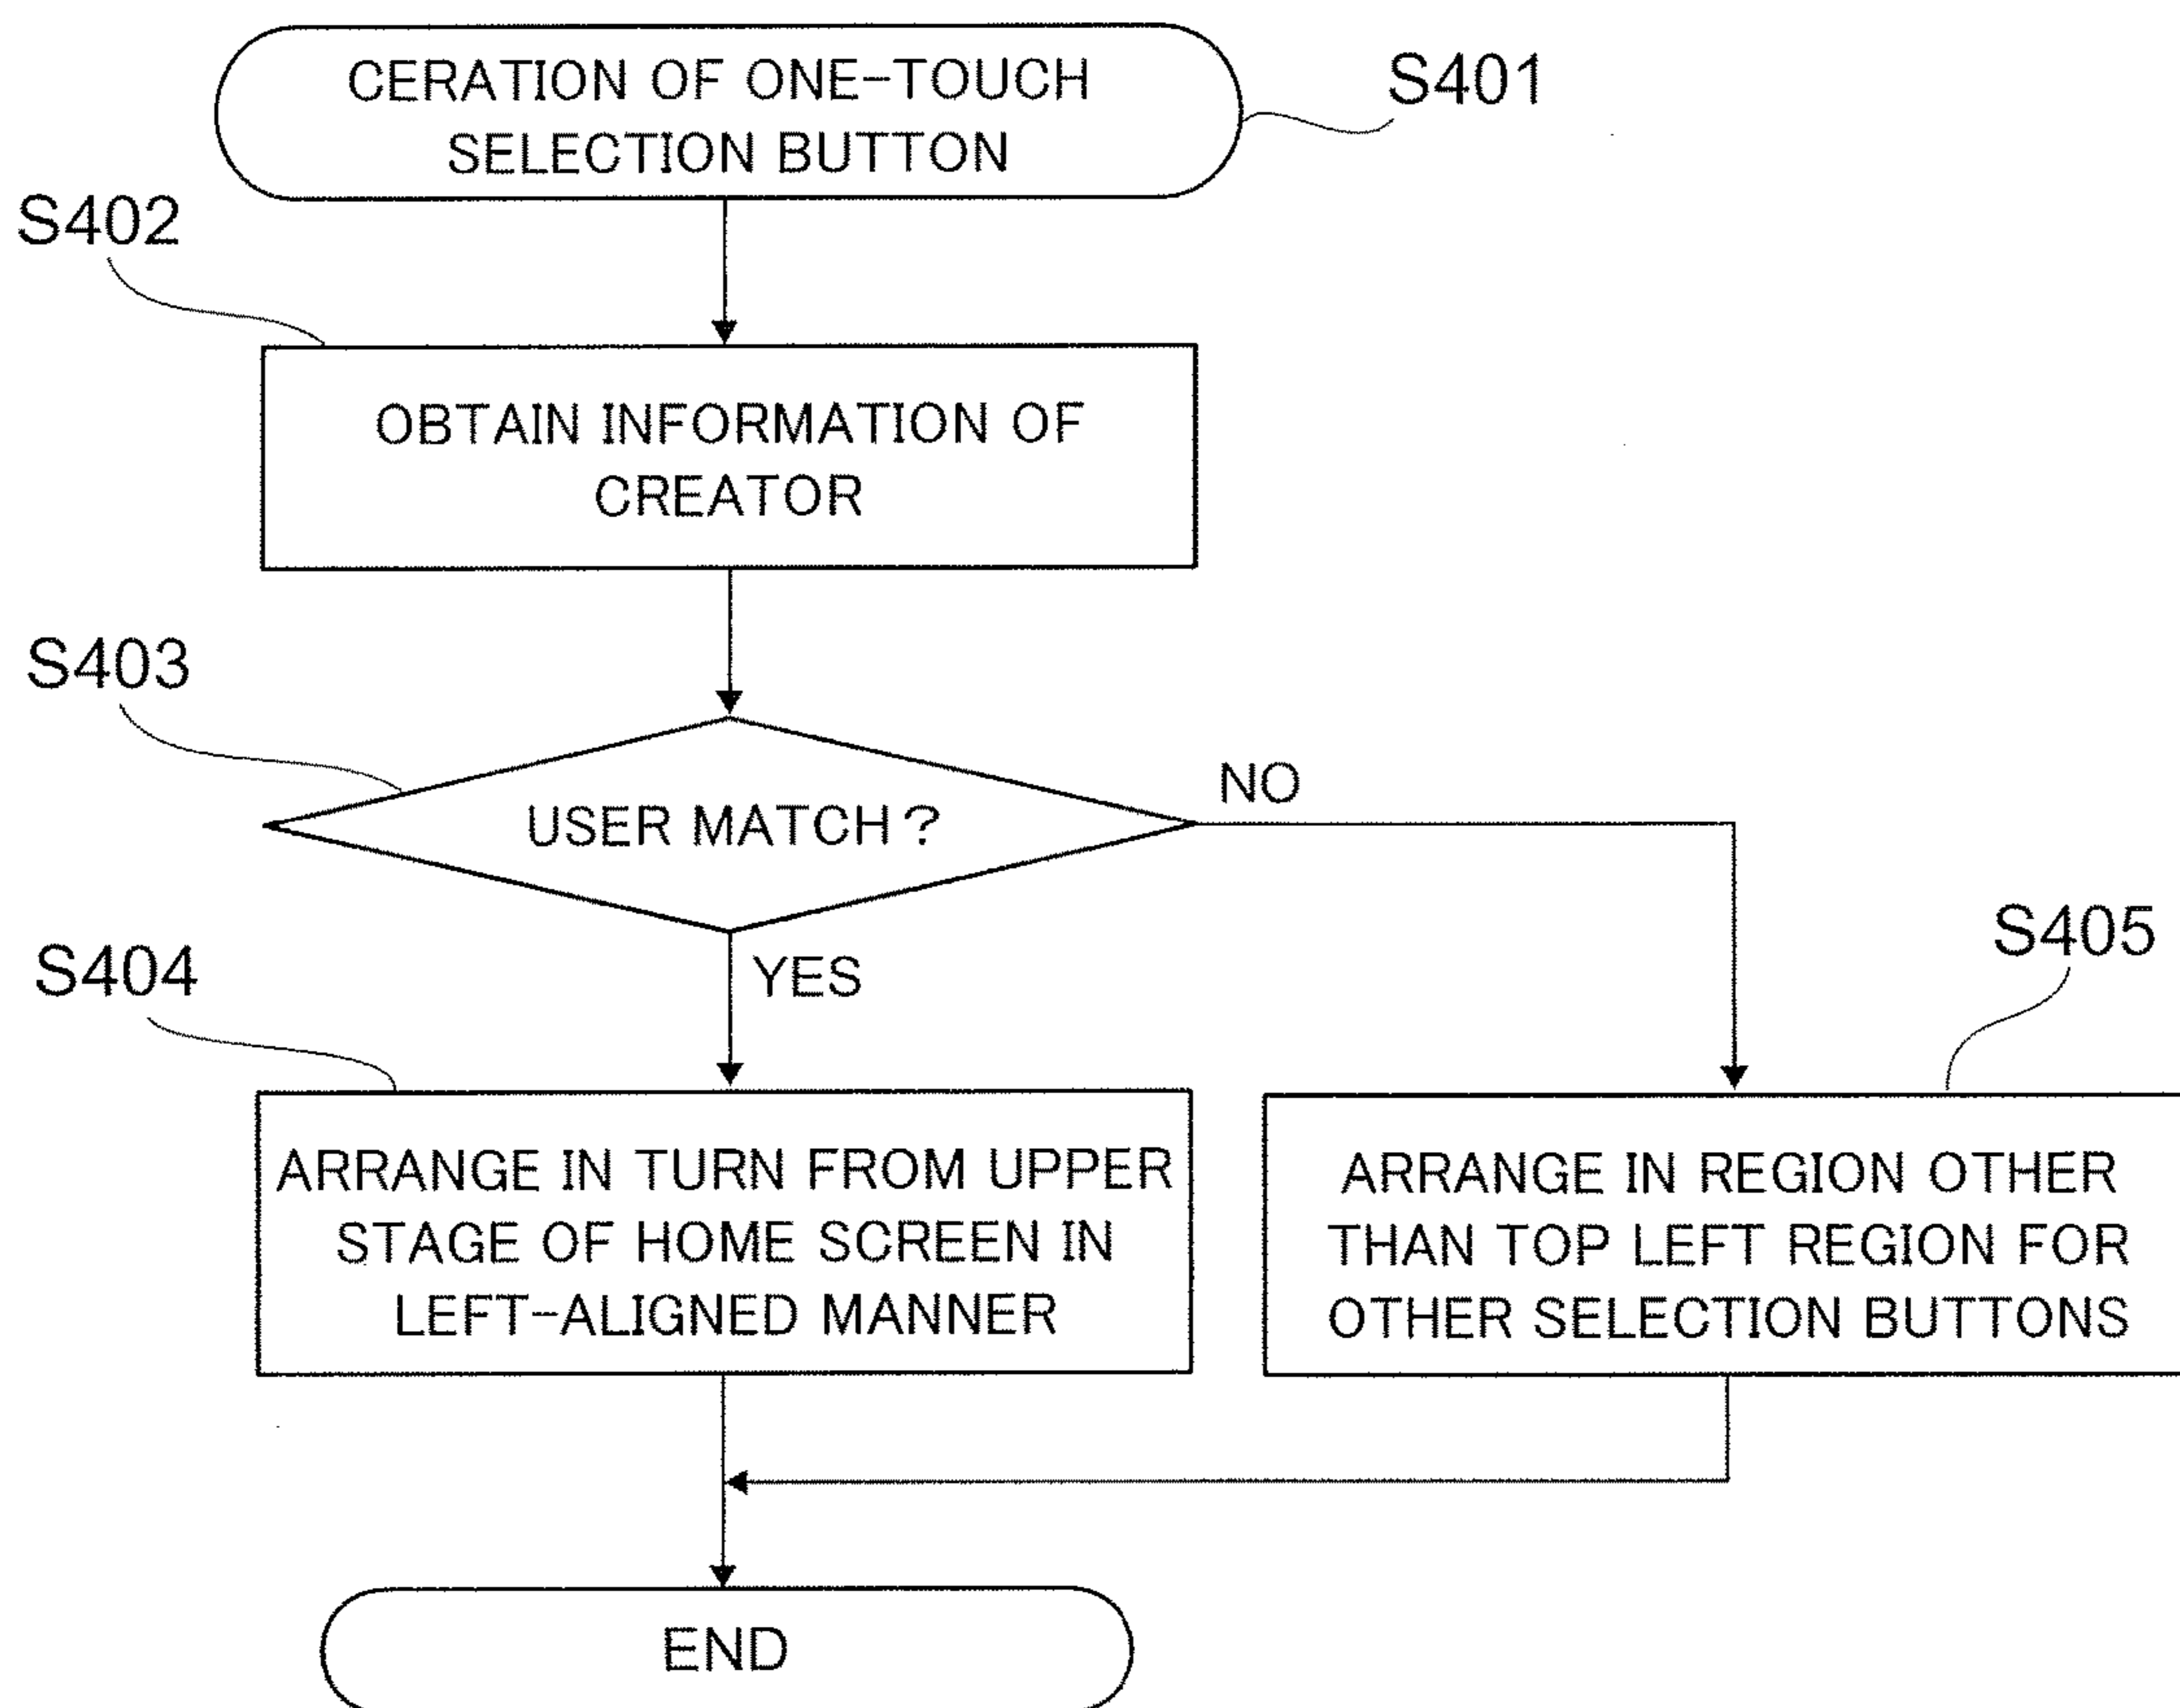 CERATION OF ONE-TOUCH
SELECTION BUTTON
S401
S402
OBTAIN INFORMATION OF
CREATOR
S403
USER MATCH?
NO
YES
S404
ARRANGE IN TURN FROM UPPER
STAGE OF HOME SCREEN IN
LEFT-ALIGNED MANNER
S405
ARRANGE IN REGION OTHER
THAN TOP LEFT REGION FOR
OTHER SELECTION BUTTONS
END